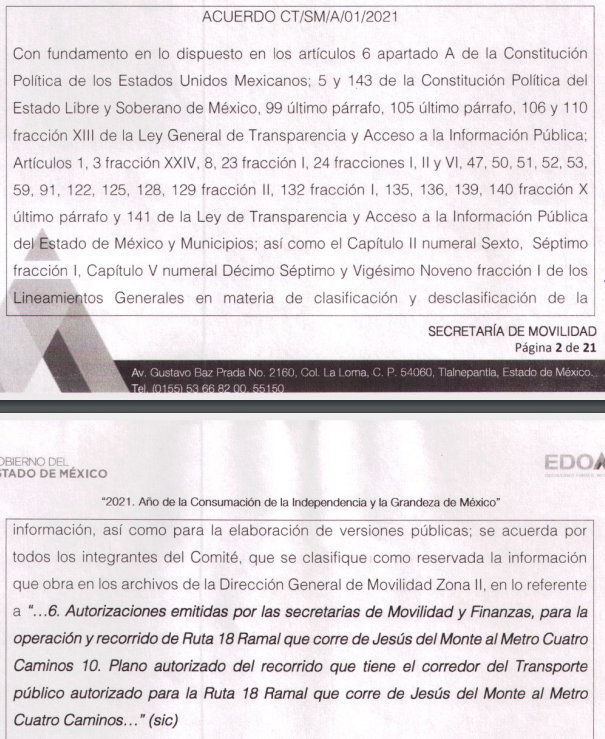 ACUERDO CT/SM/A/01/2021
Con fundamento en lo dispuesto en los artículos 6 apartado A de la Constitución
Política de los Estados Unidos Mexicanos; 5 y 143 de la Constitución Política del
Estado Libre y Soberano de México, 99 último párrafo, 105 último párrafo, 106 y 110
fracción XIII de la Ley General de Transparencia y Acceso a la Información Pública;
Artículos 1, 3 fracción XXIV, 8, 23 fracción I, 24 fracciones I, II y VI, 47, 50, 51, 52, 53,
59, 91, 122, 125, 128, 129 fracción II, 132 fracción I, 135, 136, 139, 140 fracción X
último párrafo y 141 de la Ley de Transparencia y Acceso a la Información Pública
del Estado de México y Municipios; así como el Capítulo II numeral Sexto, Séptimo
fracción I, Capítulo V numeral Décimo Séptimo y Vigésimo Noveno fracción I de los
Lineamientos Generales en materia de clasificación y desclasificación de la
SECRETARÍA DE MOVILIDAD
Página 2 de 21
Av. Gustavo Baz Prada No. 2160, Col. La Loma, C. P. 54060, Tlalnepantla, Estado de México.
Tel. (0155) 53 66 82 00, 55150
OBIERNO DEL
STADO DE MÉXICO
EDO
"2021. Año de la Consumación de la Independencia y la Grandeza de México"
información, así como para la elaboración de versiones públicas; se acuerda por
todos los integrantes del Comité, que se clasifique como reservada la información
que obra en los archivos de la Dirección General de Movilidad Zona II, en lo referente
a "…6. Autorizaciones emitidas por las secretarias de Movilidad y Finanzas, para la
operación y recorrido de Ruta 18 Ramal que corre de Jesús del Monte al Metro Cuatro
Caminos 10. Plano autorizado del recorrido que tiene el corredor del Transporte
público autorizado para la Ruta 18 Ramal que corre de Jesús del Monte al Metro
Cuatro Caminos…" (sic)